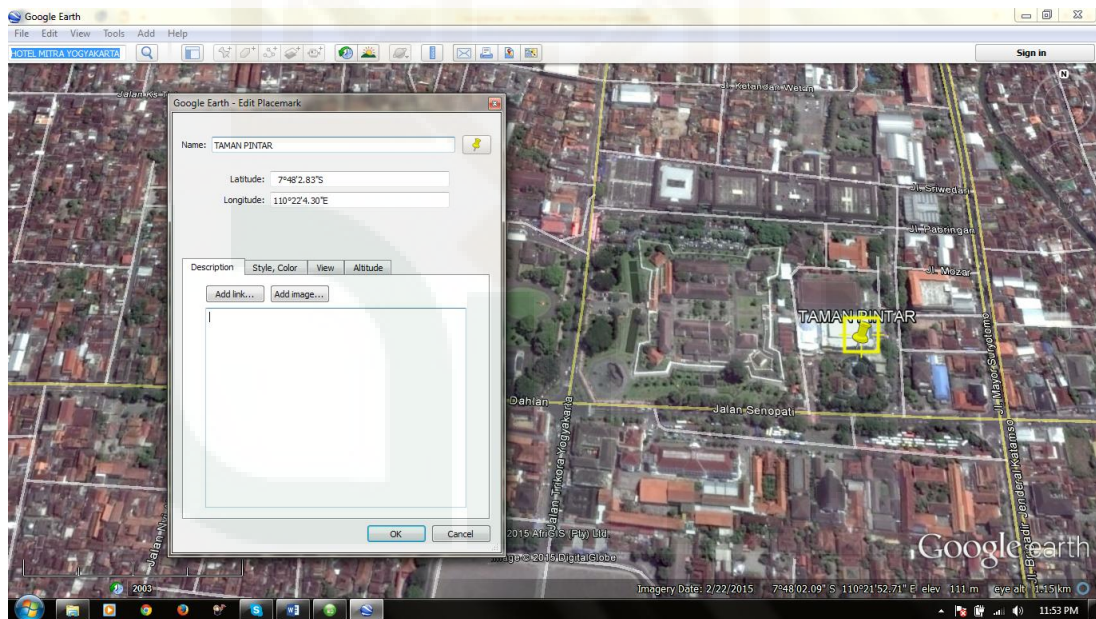 Google Earth
File Edit View Tools Add Help
HOTEL MITRA YOGYAKARTA
Sign in
N
Google Earth - Edit Placemark
Name: TAMAN PINTAR
Latitude: 7°48'2.83"S
Longitude: 110°22'4.30"E
Description Style, Color View Altitude
Add link... Add image...
OK Cancel
Jl. Ketandan Wetan
Jl. Sriwedari
Jl. Pabringan
Jl. Mozar
TAMAN PINTAR
Jl. Mayor Suryotomo
Dahlan
Jalan Senopati
Jalan Trikora Yogyakarta
Jl. Brigadir Jenderal Katamso
2015 AfriGIS (Pty) Ltd.
© 2015 DigitalGlobe
Google earth
2003
Imagery Date: 2/22/2015 7°48'02.09" S 110°21'52.71" E elev 111 m eye alt 1.15 km
11:53 PM